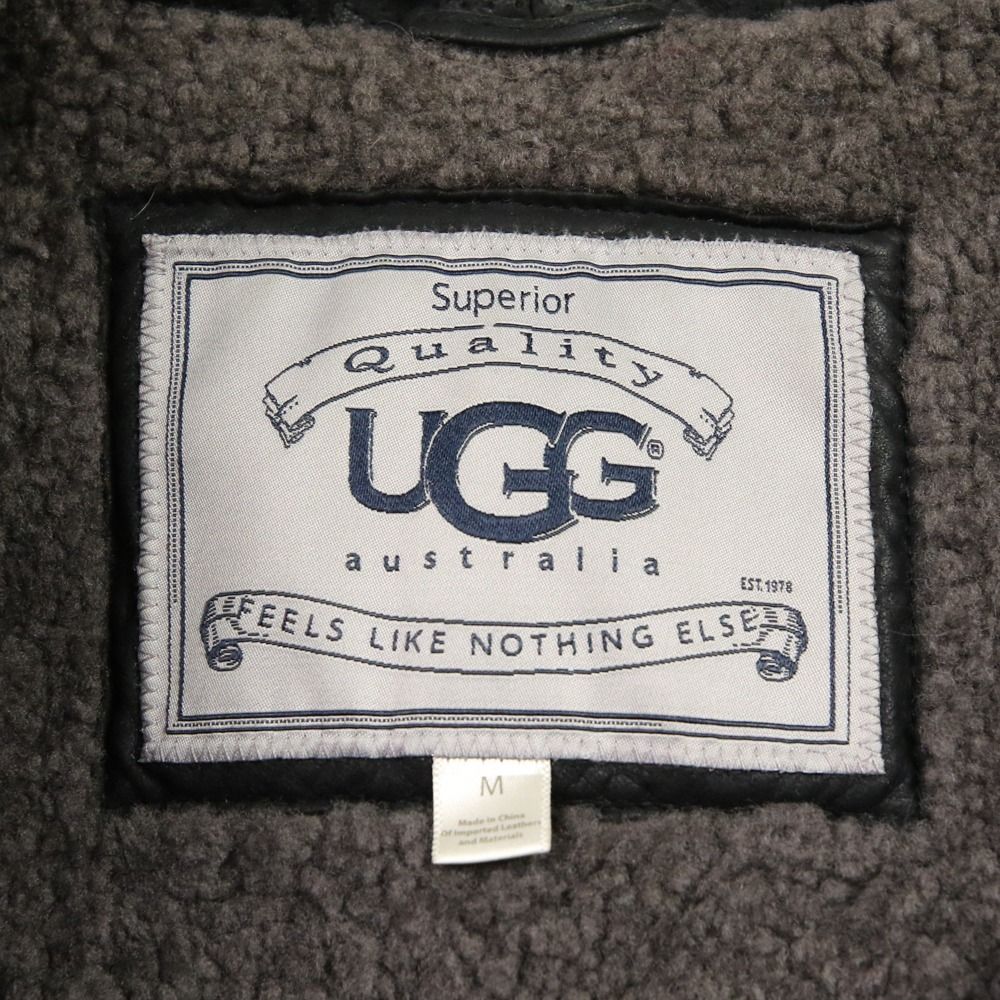 Superior
Quality
UGG®
australia
EST. 1978
FEELS LIKE NOTHING ELSE
M
Made in China
Of Imported Leathers
and Materials